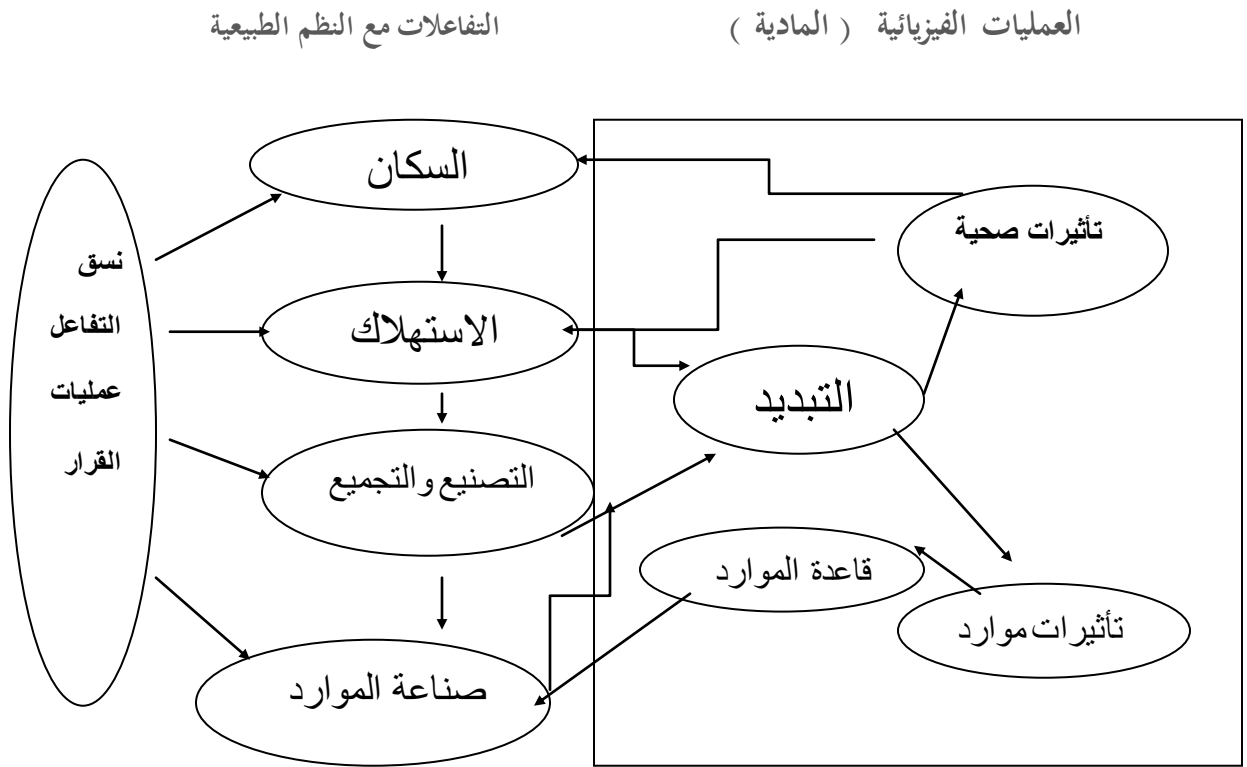 العمليات الفيزيائية ( المادية )
التفاعلات مع النظم الطبيعية
السكان
تأثيرات صحية
نسق
التفاعل
عمليات
القرار
الاستهلاك
التبديد
التصنيع والتجميع
قاعدة الموارد
تأثيرات موارد
صناعة الموارد